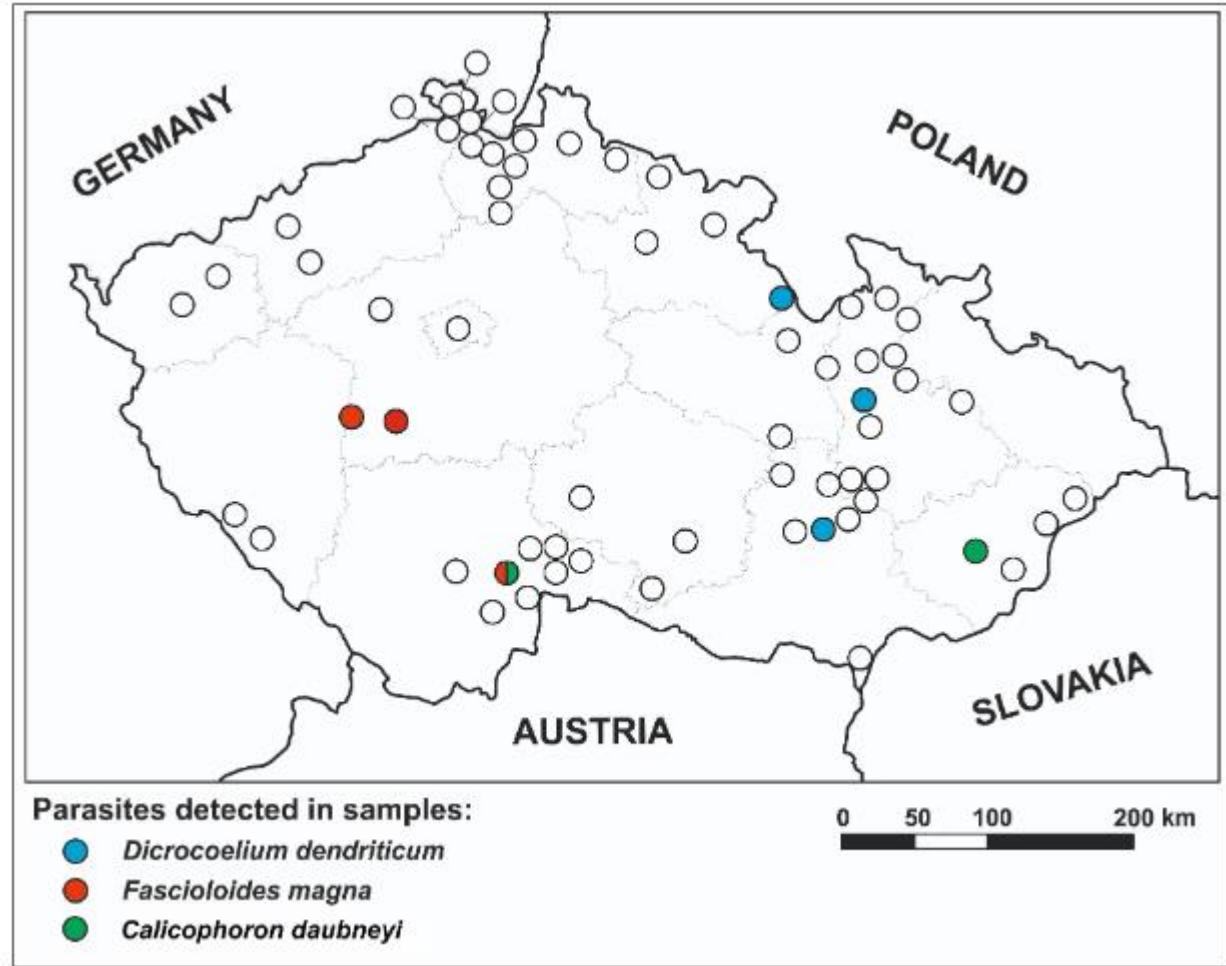 GERMANY
POLAND
AUSTRIA
SLOVAKIA
Parasites detected in samples:
Dicrocoelium dendriticum
Fascioloides magna
Calicophoron daubneyi
0 50 100 200 km